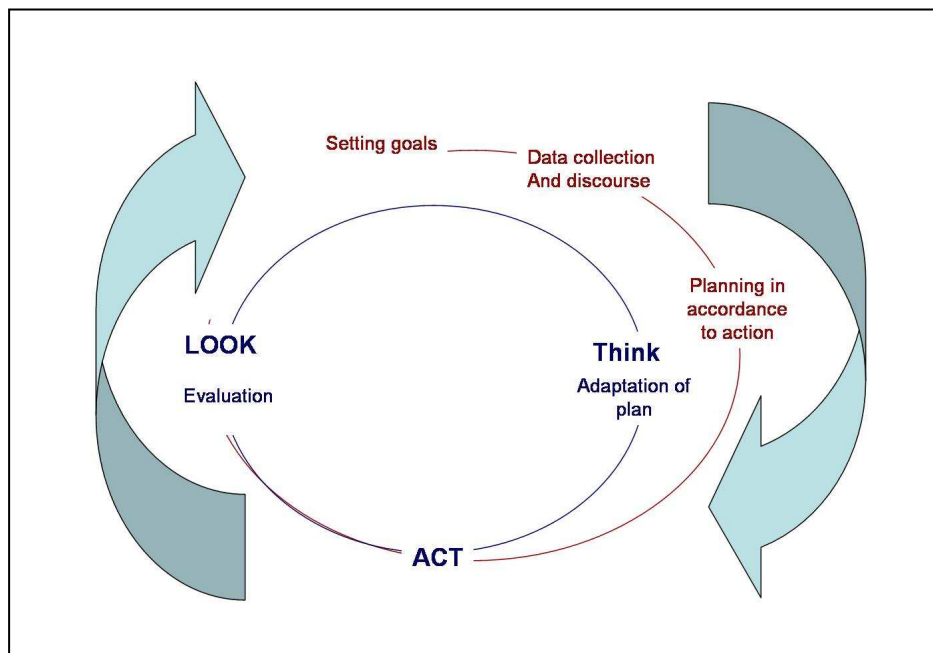 Setting goals
Data collection
And discourse
Planning in
accordance
to action
LOOK
Evaluation
Think
Adaptation of
plan
ACT